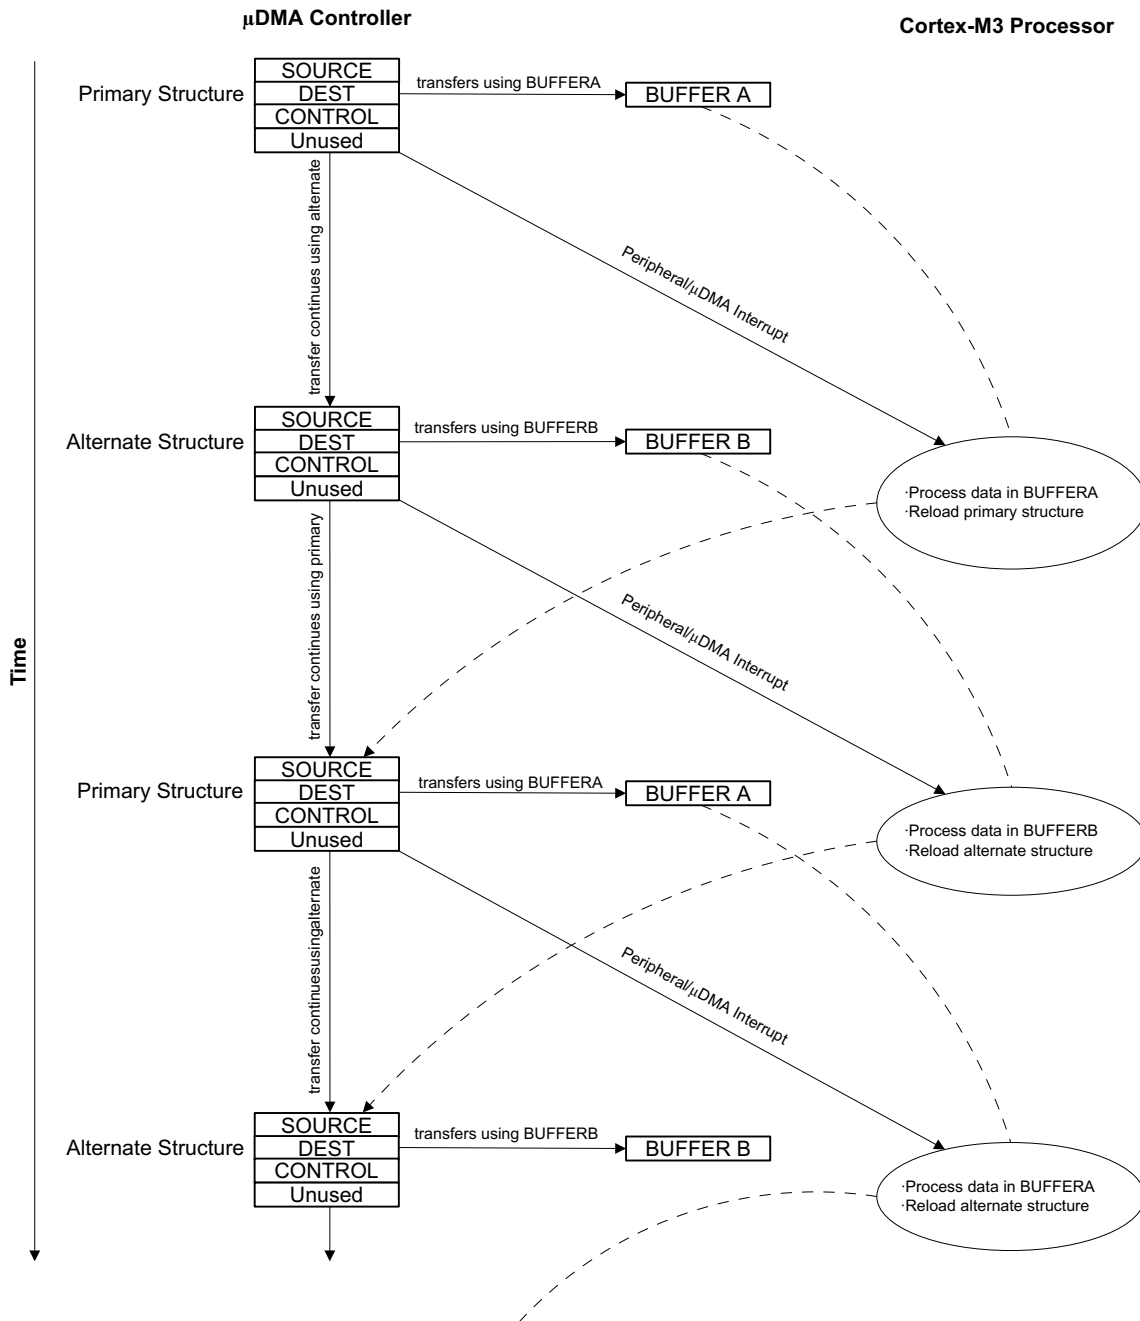 µDMA Controller
Cortex-M3 Processor
Time
Primary Structure
SOURCE
DEST
CONTROL
Unused
transfers using BUFFERA
BUFFER A
transfer continues using alternate
Peripheral/µDMA Interrupt
Alternate Structure
SOURCE
DEST
CONTROL
Unused
transfers using BUFFERB
BUFFER B
·Process data in BUFFERA
·Reload primary structure
transfer continues using primary
Peripheral/µDMA Interrupt
Primary Structure
SOURCE
DEST
CONTROL
Unused
transfers using BUFFERA
BUFFER A
·Process data in BUFFERB
·Reload alternate structure
transfer continuesusingalternate
Peripheral/µDMA Interrupt
Alternate Structure
SOURCE
DEST
CONTROL
Unused
transfers using BUFFERB
BUFFER B
·Process data in BUFFERA
·Reload alternate structure